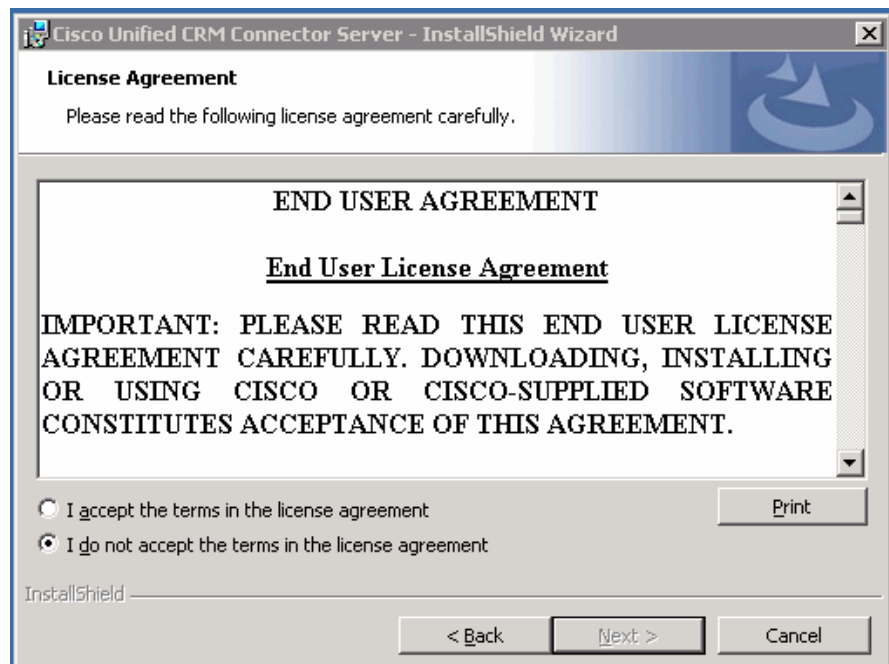 Cisco Unified CRM Connector Server - InstallShield Wizard
License Agreement
Please read the following license agreement carefully.
END USER AGREEMENT
End User License Agreement
IMPORTANT: PLEASE READ THIS END USER LICENSE
AGREEMENT CAREFULLY. DOWNLOADING, INSTALLING
OR USING CISCO OR CISCO-SUPPLIED SOFTWARE
CONSTITUTES ACCEPTANCE OF THIS AGREEMENT.
I accept the terms in the license agreement
Print
I do not accept the terms in the license agreement
InstallShield
< Back
Next >
Cancel